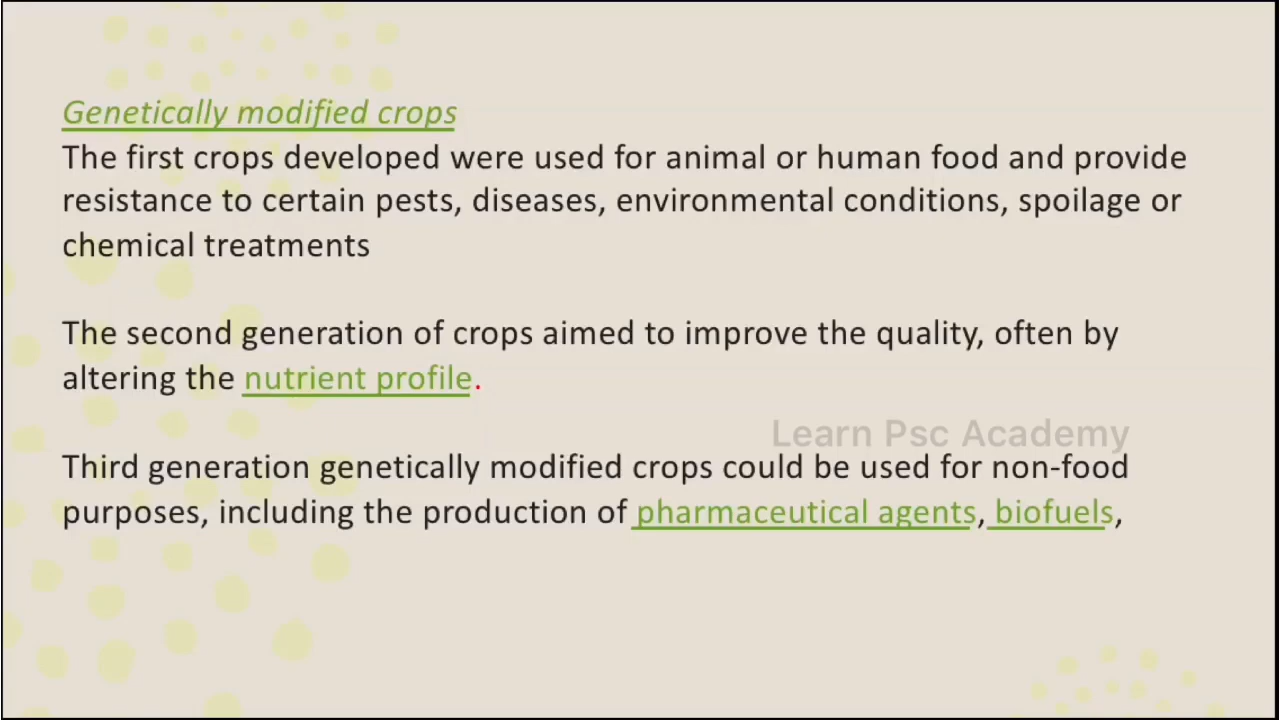 Genetically modified crops
The first crops developed were used for animal or human food and provide
resistance to certain pests, diseases, environmental conditions, spoilage or
chemical treatments
The second generation of crops aimed to improve the quality, often by
altering the nutrient profile.
Learn Psc Academy
Third generation genetically modified crops could be used for non-food
purposes, including the production of pharmaceutical agents, biofuels,